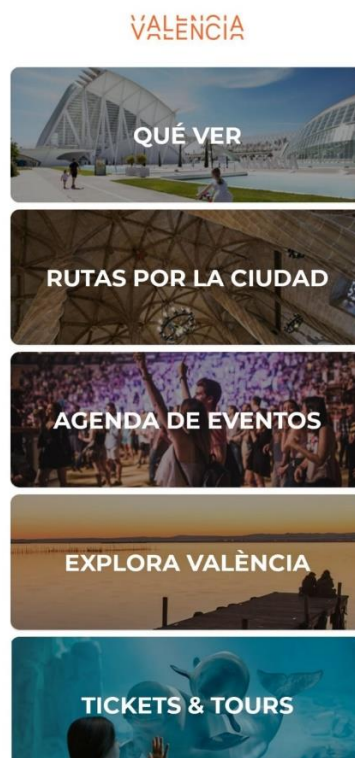 VALENCIA
VALÈNCIA
QUÉ VER
RUTAS POR LA CIUDAD
AGENDA DE EVENTOS
EXPLORA VALÈNCIA
TICKETS & TOURS